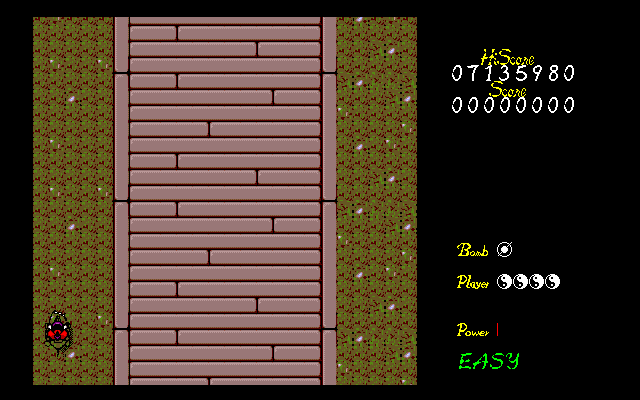 HiScore
07135980
Score
00000000
Bomb
Player
Power
EASY